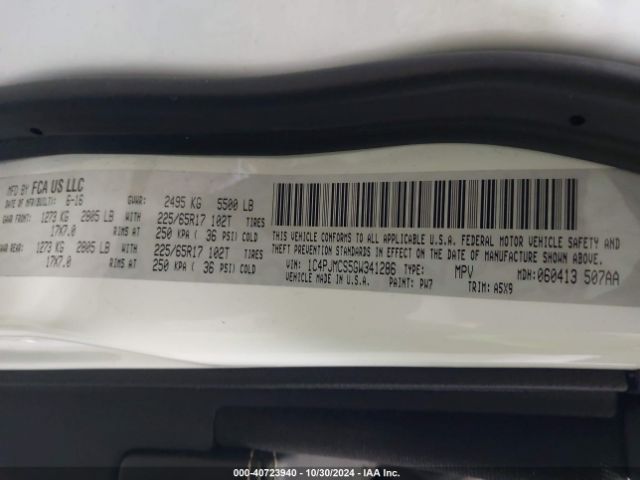 MFD BY FCA US LLC
DATE OF MFR/BUILT: 6-16
GVWR: 2495 KG 5500 LB
GAWR FRONT: 1273 KG 2805 LB WITH 225/65R17 102T TIRES
17X7.0 RIMS AT 250 KPA ( 36 PSI) COLD
GAWR REAR: 1273 KG 2805 LB WITH 225/65R17 102T TIRES
17X7.0 RIMS AT 250 KPA ( 36 PSI) COLD
THIS VEHICLE CONFORMS TO ALL APPLICABLE U.S.A. FEDERAL MOTOR VEHICLE SAFETY AND
THEFT PREVENTION STANDARDS IN EFFECT ON THE DATE OF MANUFACTURE SHOWN ABOVE.
VIN: 1C4PJMCS5GW341286 TYPE: MPV MDH: 060413 507AA
MADE IN U.S.A. PAINT: PW7 TRIM: A5X9
000-40723940 | 10/30/2024 | IAA Inc.